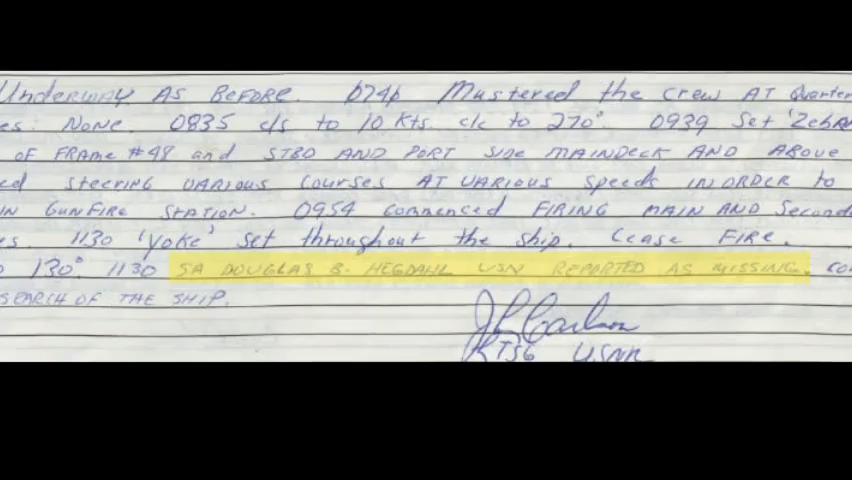 Underway AS BEFORE. 0746 Mustered the Crew AT Quarter
es: NONE. 0835 c/s to 10 Kts. c/c to 270°. 0939 Set 'Zebra
OF FRAME #48 and STBD AND PORT SIDE MAINDECK AND ABOVE
ed STEERING VARIOUS COURSES AT VARIOUS Speeds IN ORDER to
IN GUNFIRE STATION. 0954 commenced FIRING MAIN AND Seconda
es. 1130 'YOKE' Set throughout the ship. CEASE FIRE.
130°. 1130 SA DOUGLAS B. HEGDAHL USN REPORTED AS MISSING. CO
SEARCH OF THE SHIP.